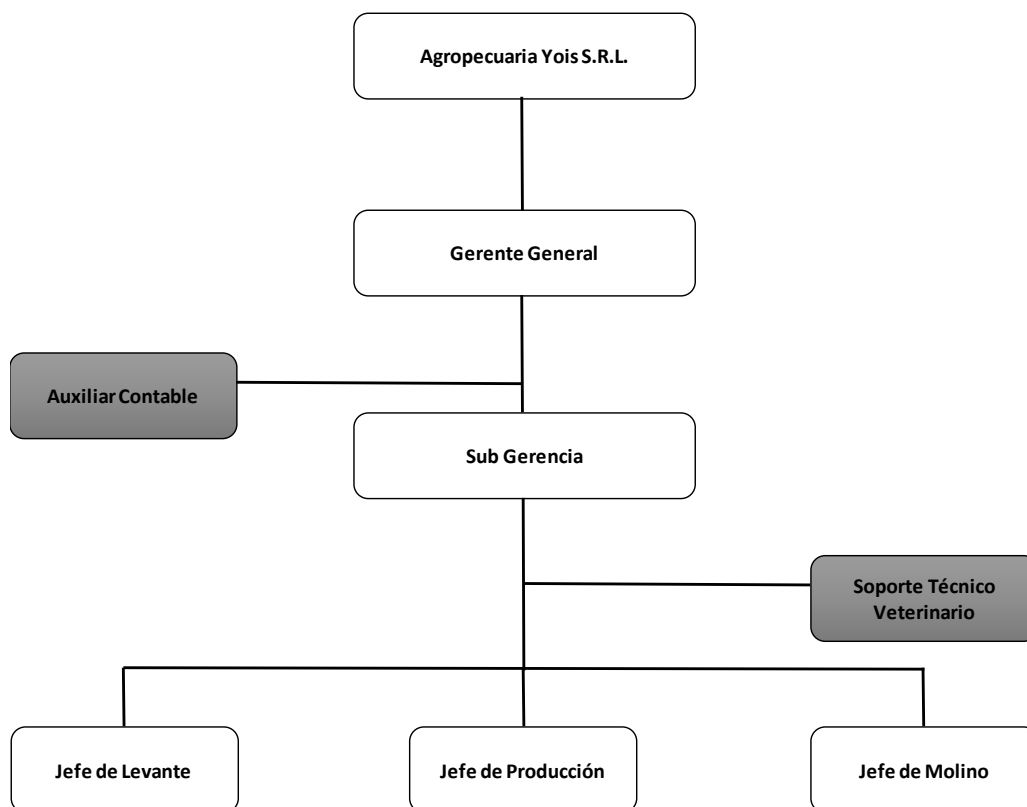 Agropecuaria Yois S.R.L.
Gerente General
Auxiliar Contable
Sub Gerencia
Soporte Técnico
Veterinario
Jefe de Levante
Jefe de Producción
Jefe de Molino